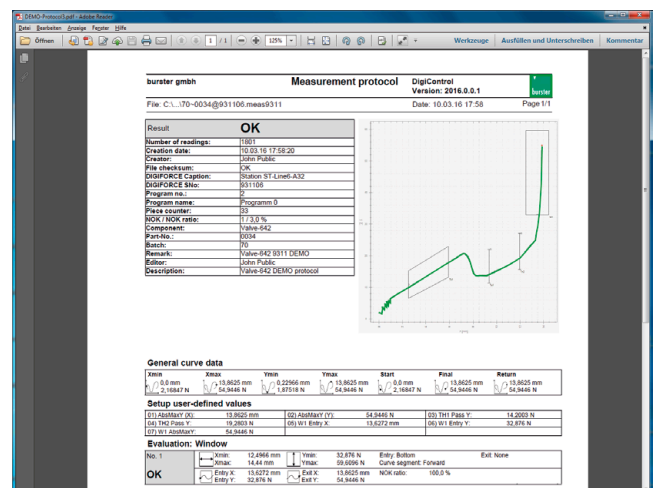 DEMO-Protocol3.pdf - Adobe Reader
Datei Bearbeiten Anzeige Fenster Hilfe
Öffnen 1 / 1 125% Werkzeuge Ausfüllen und Unterschreiben Kommentar
burster gmbh Measurement protocol DigiControl
Version: 2016.0.0.1
burster
File: C:\...\70~0034@931106.meas9311 Date: 10.03.16 17:58 Page 1/1
Result OK
Number of readings: 1801
Creation date: 10.03.16 17:58:20
Creator: John Public
File checksum: OK
DIGIFORCE Caption: Station ST-Line6-A32
DIGIFORCE SNo: 931106
Program no.: 2
Program name: Programm 0
Piece counter: 33
NOK / NOK ratio: 1 / 3,0 %
Component: Valve-642
Part-No.: 0034
Batch: 70
Remark: Valve-642 9311 DEMO
Editor: John Public
Description: Valve-642 DEMO protocol
General curve data
Xmin Xmax Ymin Ymax Start Final Return
0,0 mm 13,8625 mm 0,22966 mm 13,8625 mm 0,0 mm 13,8625 mm 13,8625 mm
2,16847 N 54,9446 N 1,87518 N 54,9446 N 2,16847 N 54,9446 N 54,9446 N
Setup user-defined values
01) AbsMaxY (X): 13,8625 mm 02) AbsMaxY (Y): 54,9446 N 03) TH1 Pass Y: 14,2003 N
04) TH2 Pass Y: 19,2803 N 05) W1 Entry X: 13,6272 mm 06) W1 Entry Y: 32,876 N
07) W1 AbsMaxY: 54,9446 N
Evaluation: Window
No. 1 Xmin: 12,4966 mm Ymin: 32,876 N Entry: Bottom Exit: None
Xmax: 14,44 mm Ymax: 59,6096 N Curve segment: Forward
OK Entry X: 13,6272 mm Exit X: 13,8625 mm NOK ratio: 100,0 %
Entry Y: 32,876 N Exit Y: 54,9446 N